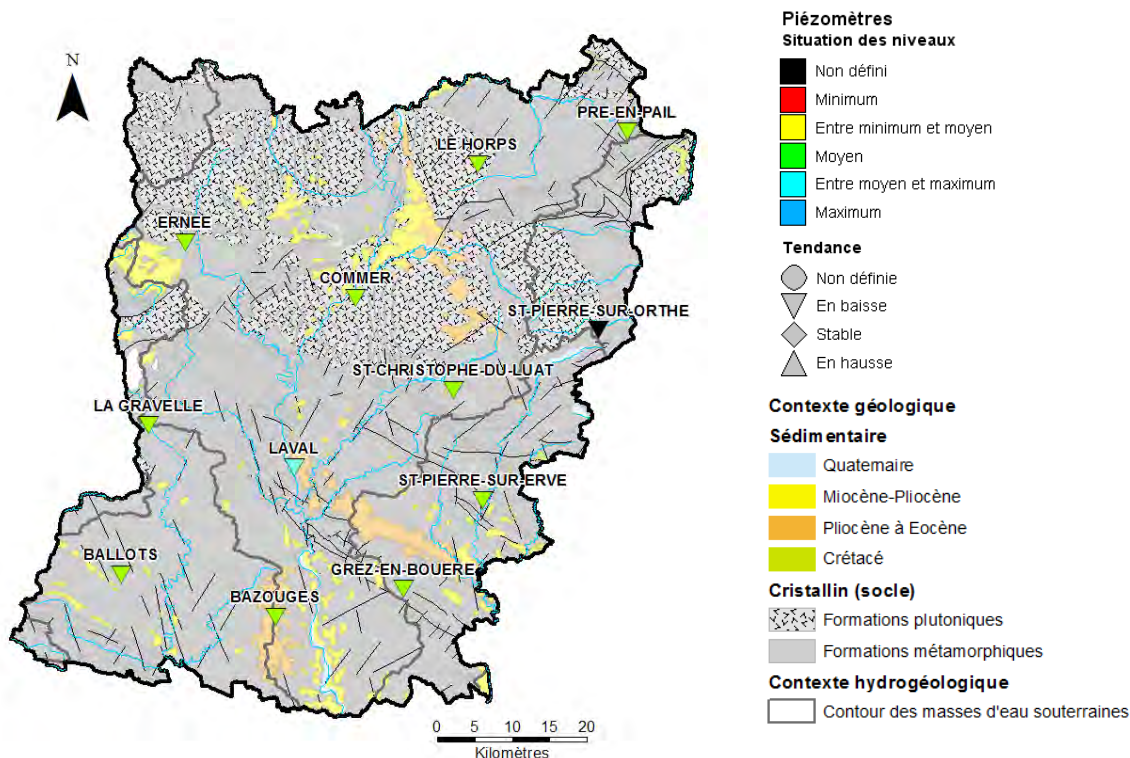 N
PRE-EN-PAIL
LE HORPS
ERNEE
COMMER
ST-PIERRE-SUR-ORTHE
ST-CHRISTOPHE-DU-LUAT
LA GRAVELLE
LAVAL
ST-PIERRE-SUR-ERVE
BALLOTS
GREZ-EN-BOUERE
BAZOUGES
0 5 10 15 20
Kilomètres
Piézomètres
Situation des niveaux
Non défini
Minimum
Entre minimum et moyen
Moyen
Entre moyen et maximum
Maximum
Tendance
Non définie
En baisse
Stable
En hausse
Contexte géologique
Sédimentaire
Quaternaire
Miocène-Pliocène
Pliocène à Eocène
Crétacé
Cristallin (socle)
Formations plutoniques
Formations métamorphiques
Contexte hydrogéologique
Contour des masses d'eau souterraines